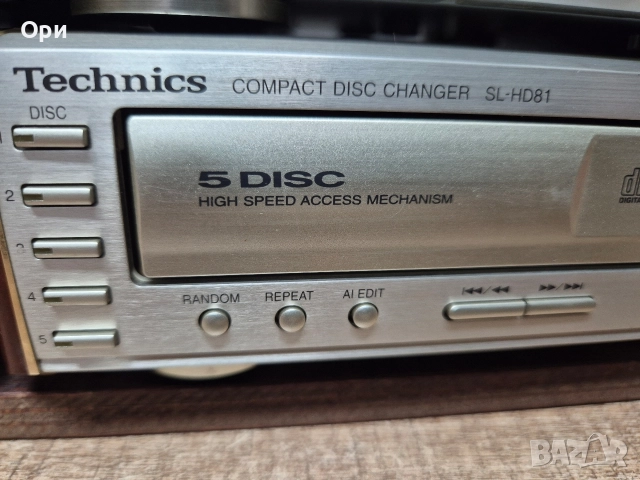 Ори
Technics COMPACT DISC CHANGER SL-HD81
DISC
1
2
3
4
5
5 DISC
HIGH SPEED ACCESS MECHANISM
RANDOM REPEAT AI EDIT
BAZAR